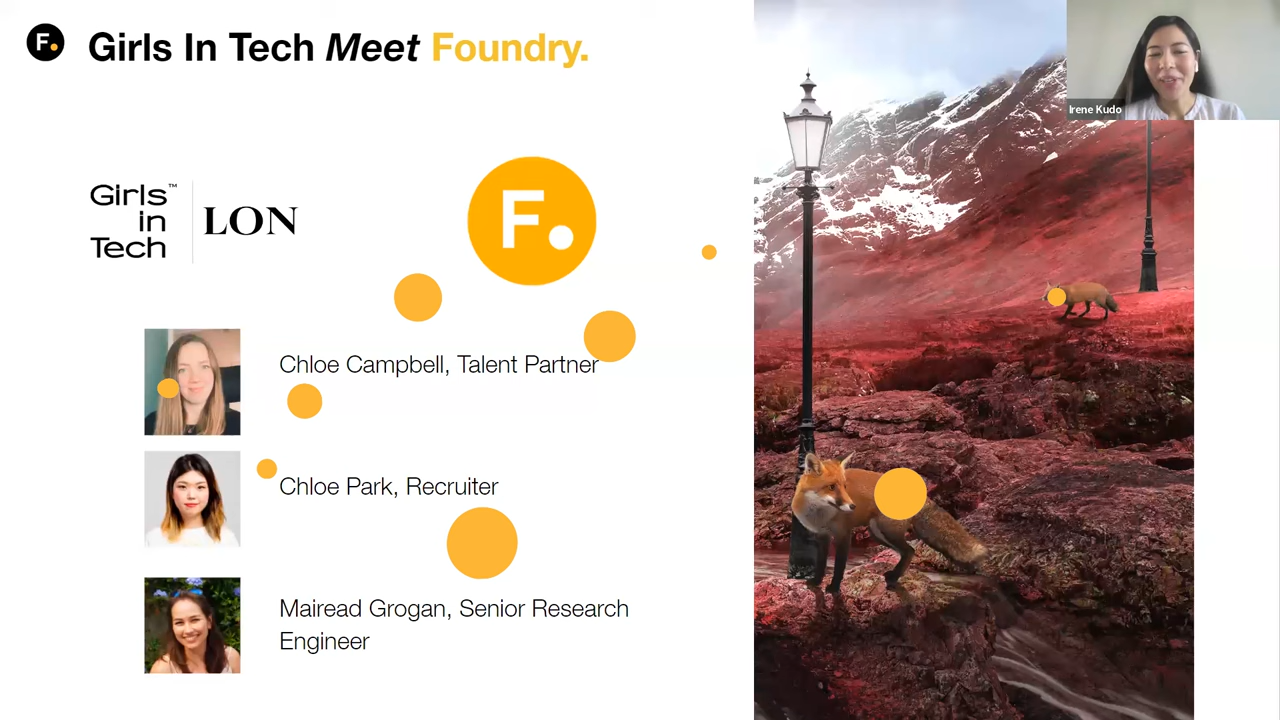 F.
Girls In Tech Meet Foundry.
Irene Kudo
Girls™
in
Tech
LON
F.
Chloe Campbell, Talent Partner
Chloe Park, Recruiter
Mairead Grogan, Senior Research
Engineer